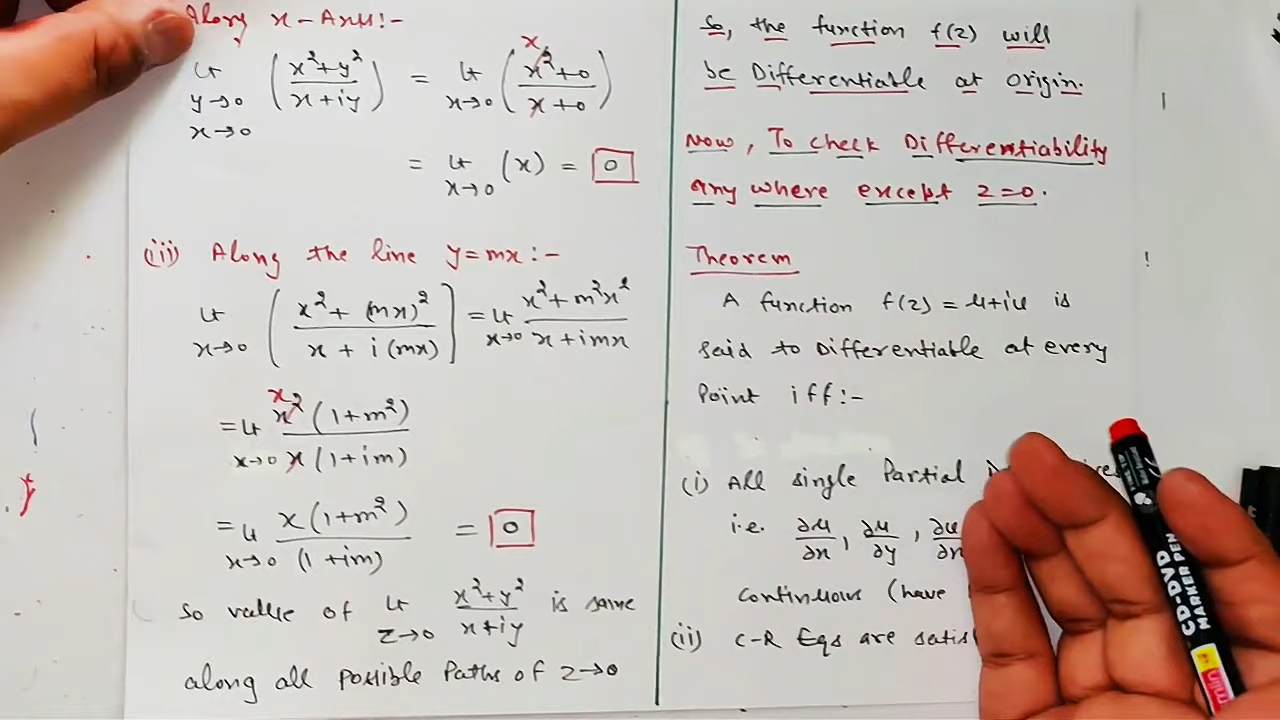 Along x-Axis:-
lt y→0 x→0 (x²+y² / x+iy) = lt x→0 (x²+0 / x+0) x
= lt x→0 (x) = 0
(iii) Along the line y=mx:-
lt x→0 [x²+(mx)² / x+i(mx)] = lt x→0 x²+m²x² / x+imx
= lt x→0 x² (1+m²) / x(1+im) x
= lt x→0 x(1+m²) / (1+im) = 0
So value of lt z→0 x²+y² / x+iy is same
along all possible Paths of z→0
So, the function f(z) will
be Differentiable at origin.
Now, To check Differentiability
any where except z=0.
Theorem
A function f(z) = u+iv is
said to Differentiable at every
Point iff:-
(i) All single Partial
i.e. ∂u/∂x, ∂u/∂y, ∂v/∂x
continuous (have
(ii) C-R Eqs are
CD-DVD
MARKER PEN